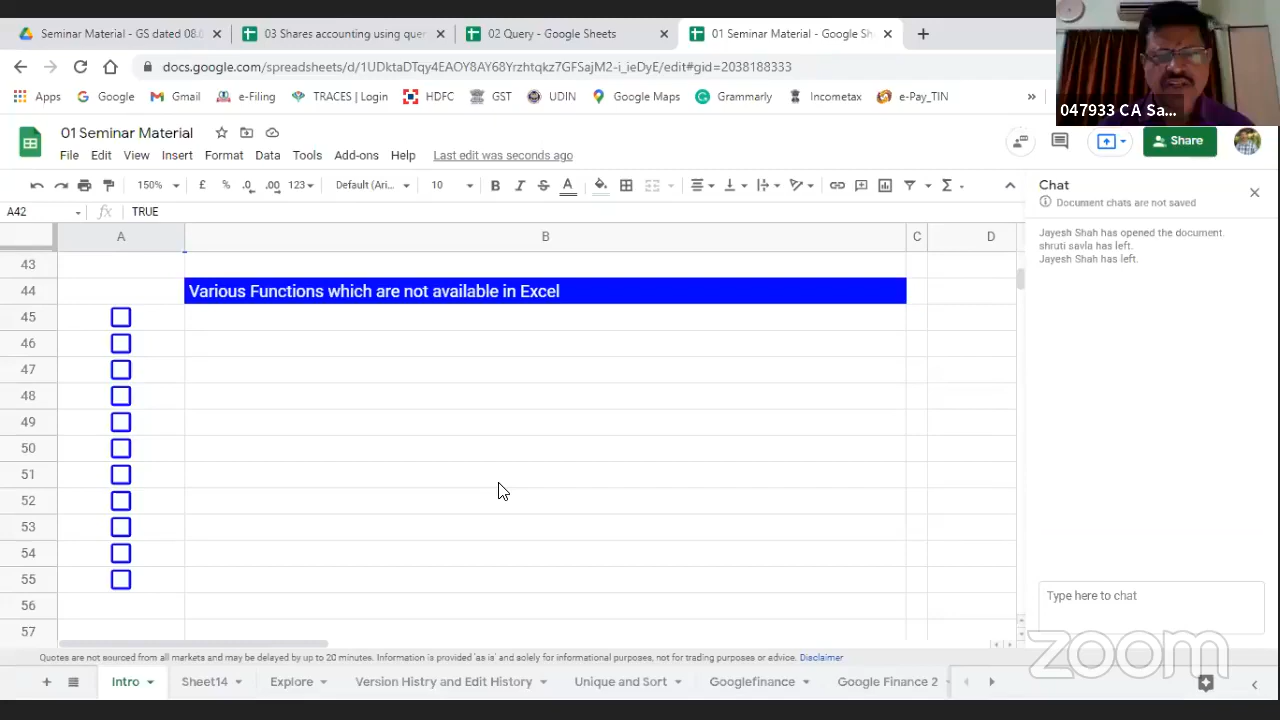 Seminar Material - GS dated 08.0
03 Shares accounting using quer
02 Query - Google Sheets
01 Seminar Material - Google Sh
docs.google.com/spreadsheets/d/
/edit#gid=2038188333
Apps
Google
Gmail
e-Filing
TRACES | Login
HDFC
GST
UDIN
Google Maps
Grammarly
Incometax
e-Pay_TIN
»
047933 CA Sa...
01 Seminar Material
File Edit View Insert Format Data Tools Add-ons Help Last edit was seconds ago
Share
150% £ % .0 .00 123 Default (Ari... 10 B I S A Σ
A42 fx TRUE
A B C D
43
44 Various Functions which are not available in Excel
45
46
47
48
49
50
51
52
53
54
55
56
57
Chat
Document chats are not saved
Jayesh Shah has opened the document.
shruti savla has left.
Jayesh Shah has left.
Type here to chat
zoom
Quotes are not sourced from all markets and may be delayed by up to 20 minutes. Information is provided 'as is' and solely for informational purposes, not for trading purposes or advice. Disclaimer
Intro
Sheet14
Explore
Version Histry and Edit History
Unique and Sort
Googlefinance
Google Finance 2